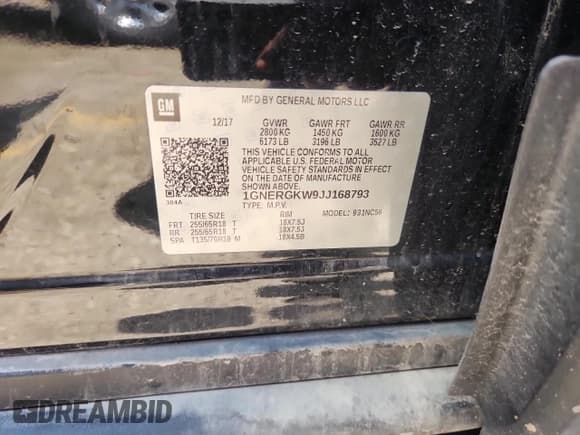 MFD BY GENERAL MOTORS LLC
GM
12/17 GVWR GAWR FRT GAWR RR
2800 KG 1450 KG 1600 KG
6173 LB 3196 LB 3527 LB
THIS VEHICLE CONFORMS TO ALL
APPLICABLE U.S. FEDERAL MOTOR
VEHICLE SAFETY STANDARDS IN EFFECT
ON THE DATE OF MANUFACTURE
SHOWN ABOVE.
1GNERGKW9JJ168793
TYPE: M.P.V. MODEL: 931NC56
384A
TIRE SIZE RIM
FRT 255/65R18 T 18X7.5J
RR 255/65R18 T 18X7.5J
SPA T135/70R18 M 18X4.5B
DREAMBID